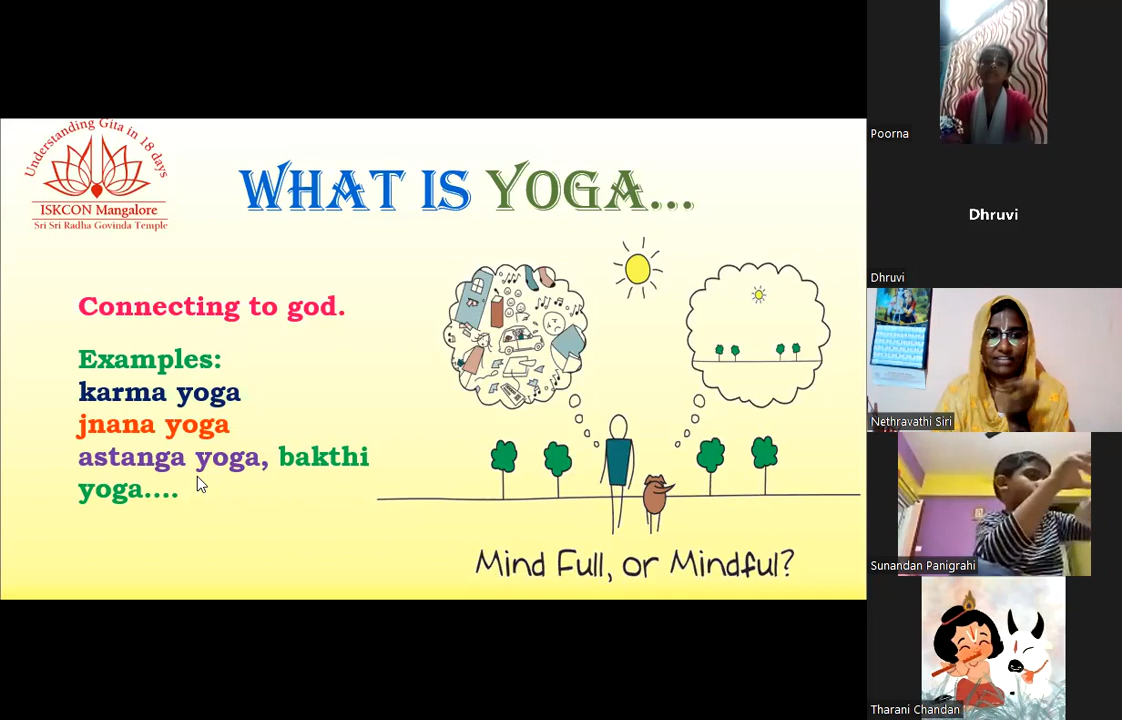 Understanding Gita in 18 days
ISKCON Mangalore
Sri Sri Radha Govinda Temple
WHAT IS YOGA...
Connecting to god.
Examples:
karma yoga
jnana yoga
astanga yoga, bakthi
yoga....
Mind Full, or Mindful?
Poorna
Dhruvi
Dhruvi
Nethravathi Siri
Sunandan Panigrahi
Tharani Chandan